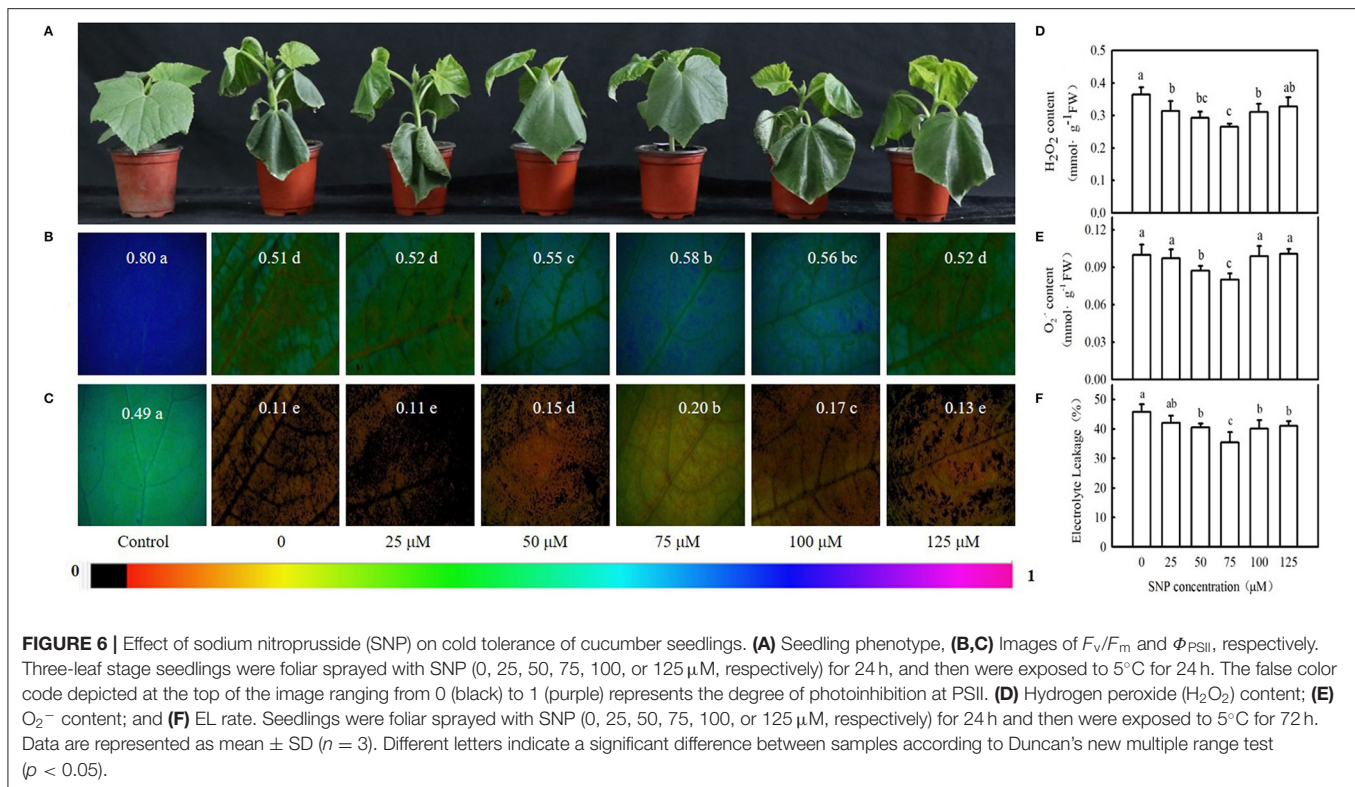 A
B
0.80 a
0.51 d
0.52 d
0.55 c
0.58 b
0.56 bc
0.52 d
C
0.49 a
0.11 e
0.11 e
0.15 d
0.20 b
0.17 c
0.13 e
Control
0
25 μM
50 μM
75 μM
100 μM
125 μM
0
1
D
0.5
0.4
0.3
0.2
0.1
0.0
H₂O₂ content
(mmol· g⁻¹FW)
a
b
bc
c
b
ab
E
0.12
0.09
0.06
0.03
0.00
O₂·⁻ content
(mmol· g⁻¹FW)
a
a
b
c
a
a
F
50
40
30
20
10
0
Electrolyte Leakage (%)
a
ab
b
c
b
b
0 25 50 75 100 125
SNP concentration (μM)
FIGURE 6 | Effect of sodium nitroprusside (SNP) on cold tolerance of cucumber seedlings. (A) Seedling phenotype, (B,C) Images of Fv/Fm and ΦPSII, respectively.
Three-leaf stage seedlings were foliar sprayed with SNP (0, 25, 50, 75, 100, or 125 μM, respectively) for 24 h, and then were exposed to 5°C for 24 h. The false color
code depicted at the top of the image ranging from 0 (black) to 1 (purple) represents the degree of photoinhibition at PSII. (D) Hydrogen peroxide (H₂O₂) content; (E)
O₂⁻ content; and (F) EL rate. Seedlings were foliar sprayed with SNP (0, 25, 50, 75, 100, or 125 μM, respectively) for 24 h and then were exposed to 5°C for 72 h.
Data are represented as mean ± SD (n = 3). Different letters indicate a significant difference between samples according to Duncan's new multiple range test
(p < 0.05).